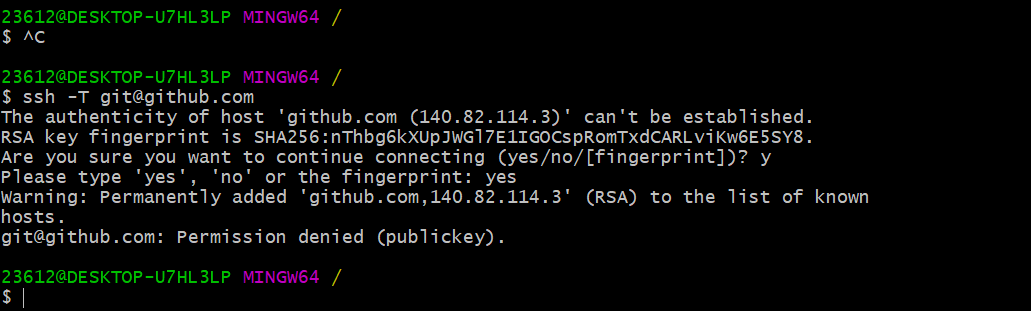 23612@DESKTOP-U7HL3LP MINGW64 /
$ ^C
23612@DESKTOP-U7HL3LP MINGW64 /
$ ssh -T git@github.com
The authenticity of host 'github.com (140.82.114.3)' can't be established.
RSA key fingerprint is SHA256:nThbg6kXUpJWGl7E1IGOCspRomTxdCARLviKw6E5SY8.
Are you sure you want to continue connecting (yes/no/[fingerprint])? y
Please type 'yes', 'no' or the fingerprint: yes
Warning: Permanently added 'github.com,140.82.114.3' (RSA) to the list of known
hosts.
git@github.com: Permission denied (publickey).
23612@DESKTOP-U7HL3LP MINGW64 /
$